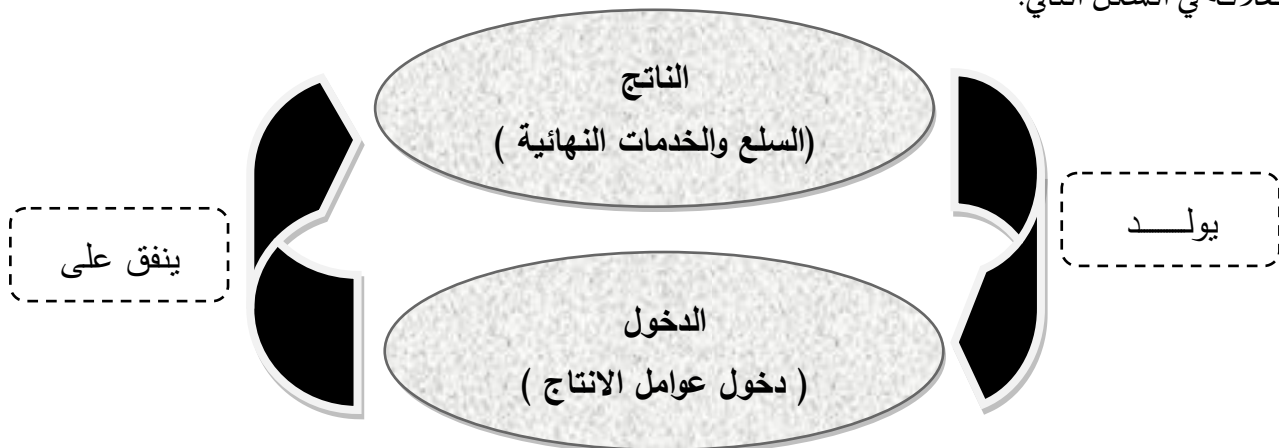 في الشكل التالي:
الناتج
(السلع والخدمات النهائية )
يولـــد
ينفق على
الدخول
( دخول عوامل الانتاج )